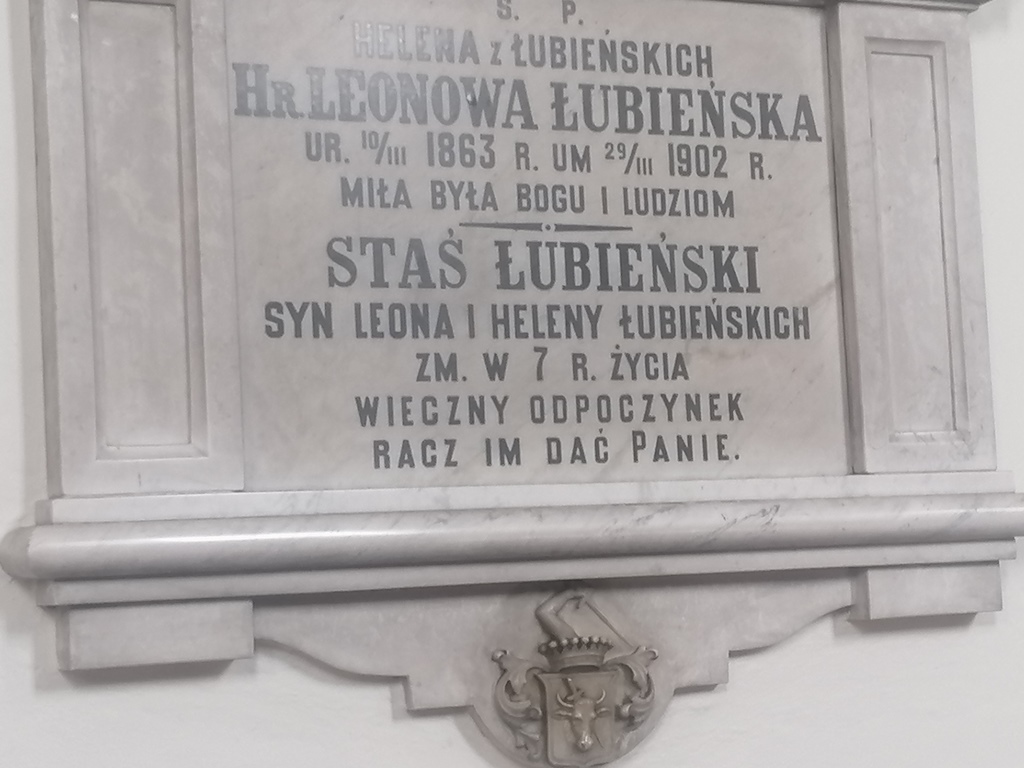 S. P.
HELENA z ŁUBIEŃSKICH
HR. LEONOWA ŁUBIEŃSKA
UR. 10/III 1863 R. UM 29/III 1902 R.
MIŁA BYŁA BOGU I LUDZIOM
STAŚ ŁUBIEŃSKI
SYN LEONA I HELENY ŁUBIEŃSKICH
ZM. W 7 R. ŻYCIA
WIECZNY ODPOCZYNEK
RACZ IM DAĆ PANIE.